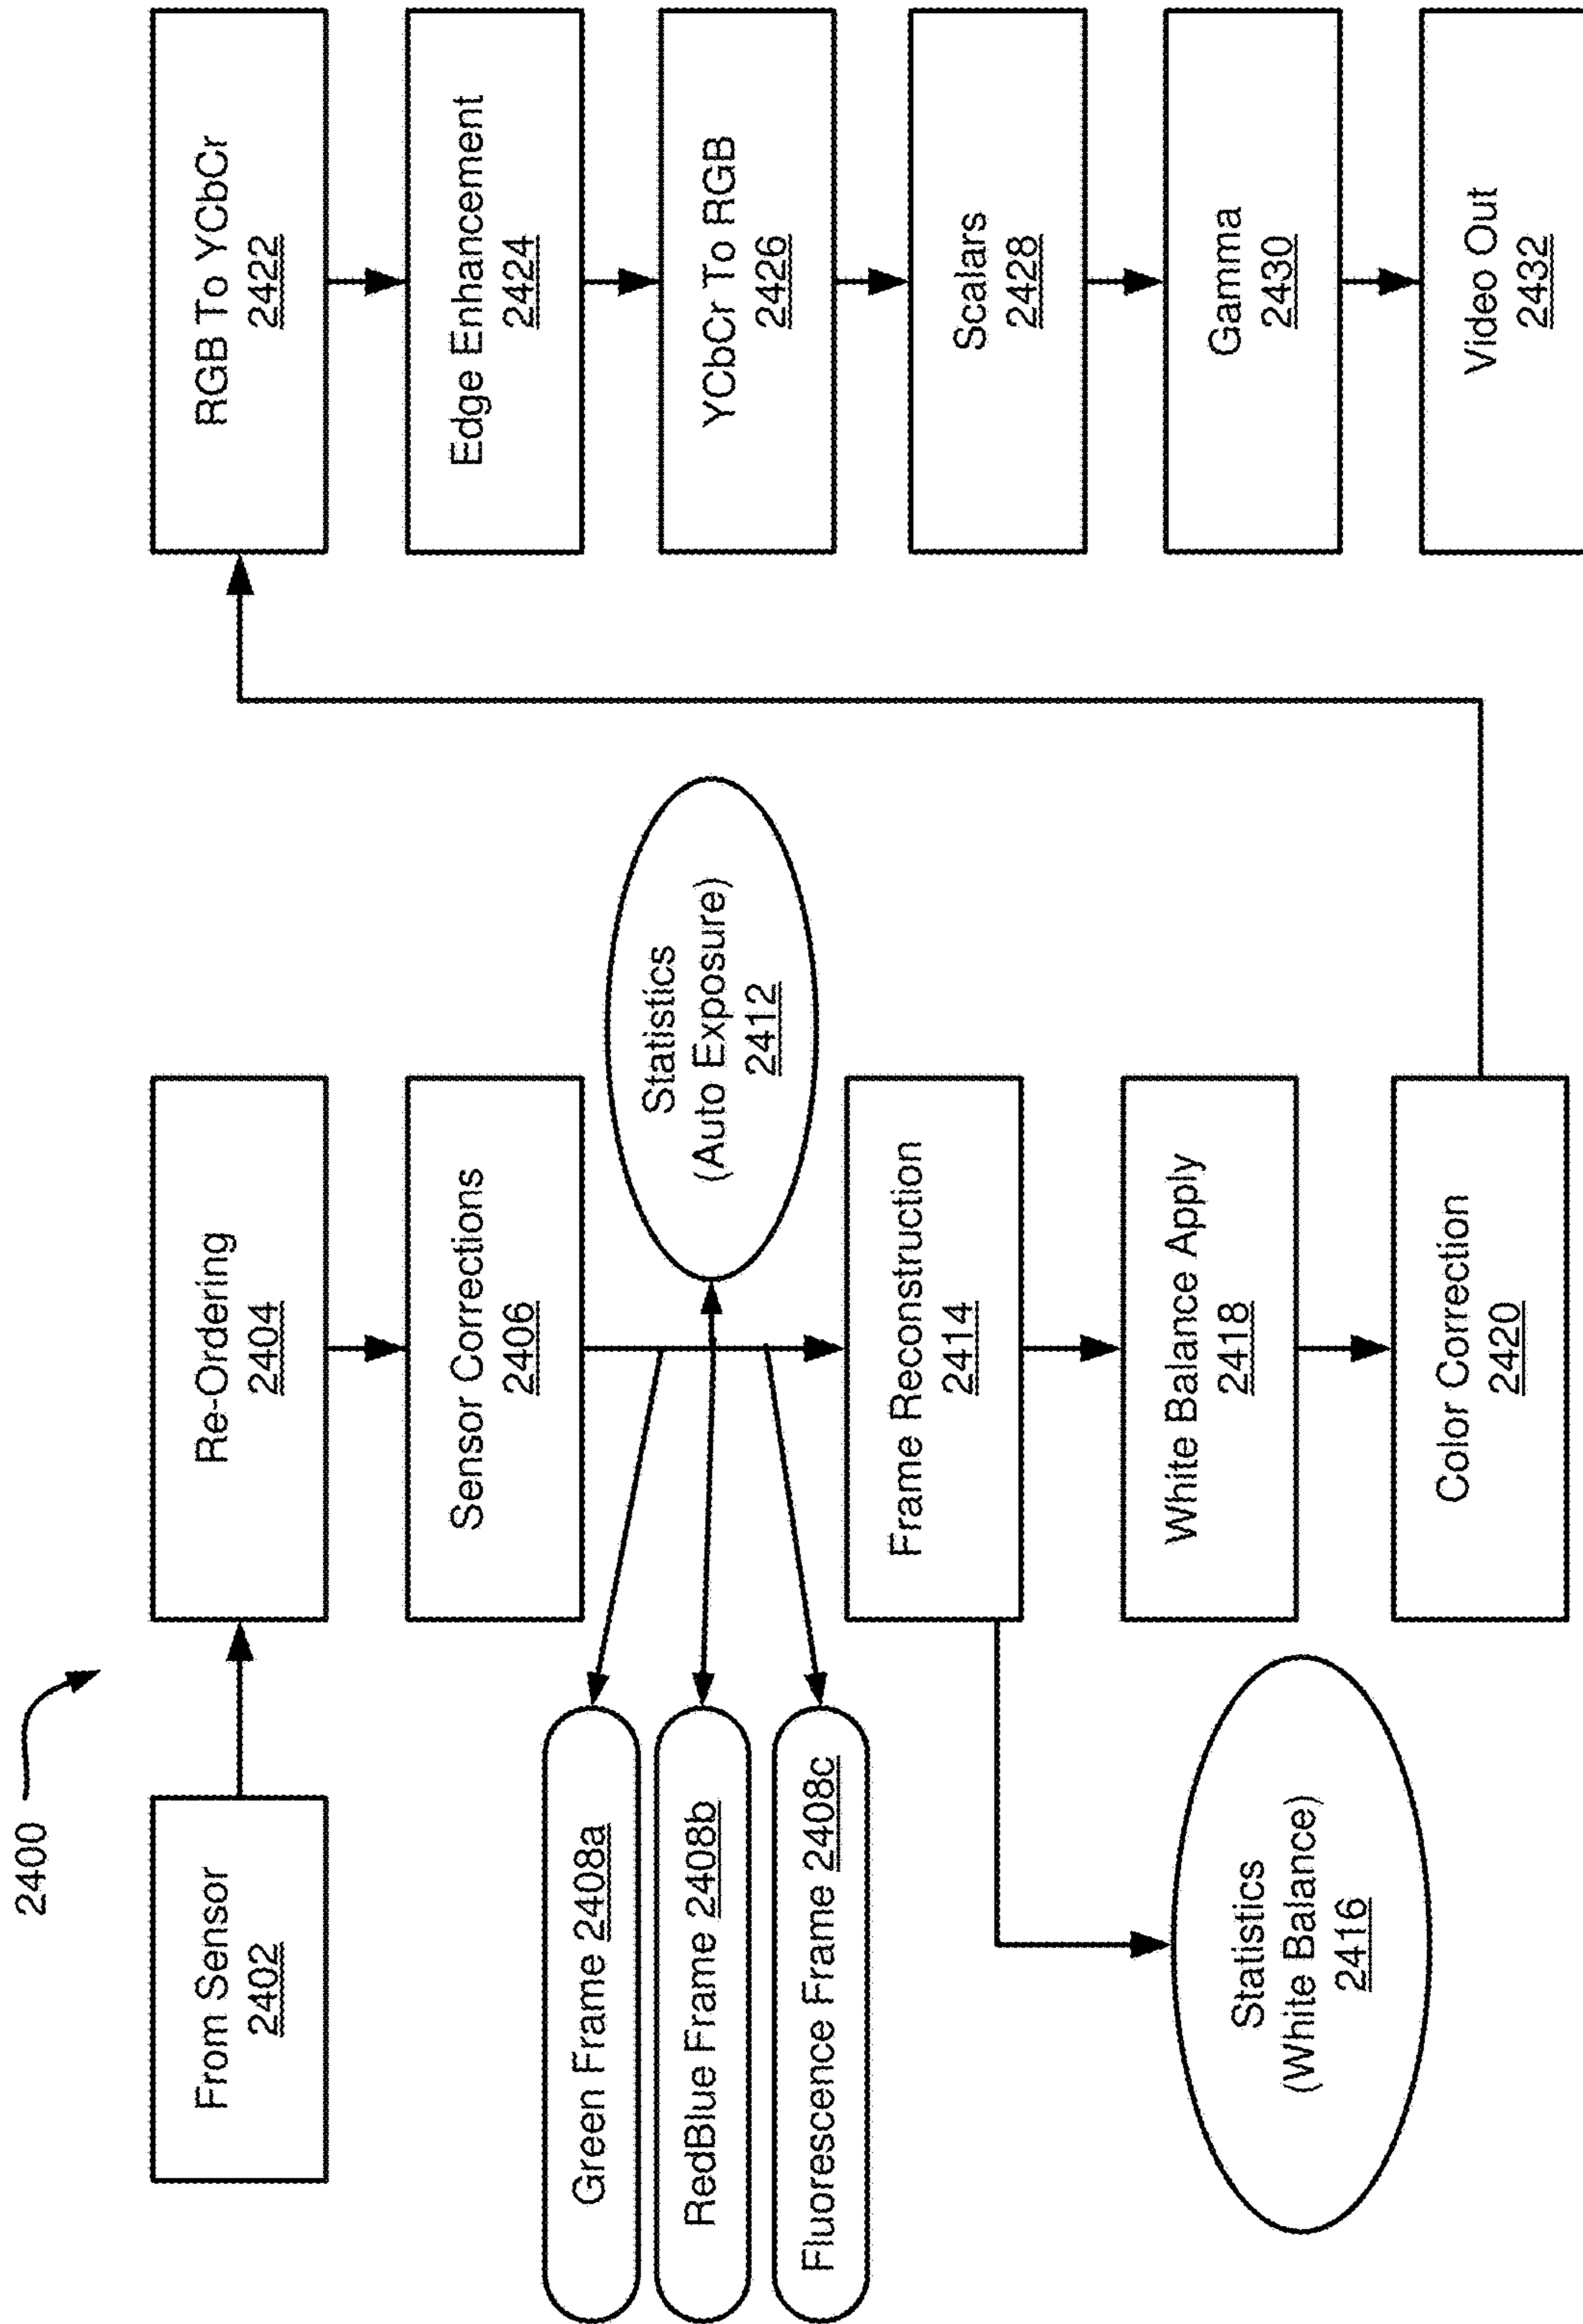 2400
From Sensor
2402
Re-Ordering
2404
Sensor Corrections
2406
Green Frame 2408a
RedBlue Frame 2408b
Fluorescence Frame 2408c
Statistics
(Auto Exposure)
2412
Frame Reconstruction
2414
Statistics
(White Balance)
2416
White Balance Apply
2418
Color Correction
2420
RGB To YCbCr
2422
Edge Enhancement
2424
YCbCr To RGB
2426
Scalars
2428
Gamma
2430
Video Out
2432